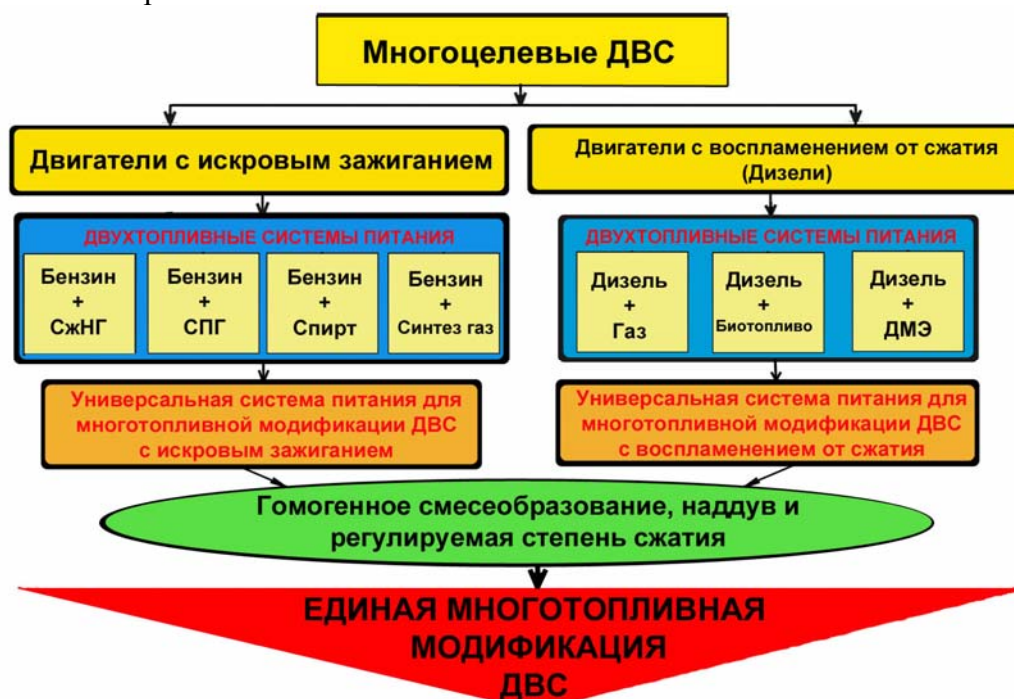 Многоцелевые ДВС
Двигатели с искровым зажиганием
Двигатели с воспламенением от сжатия
(Дизели)
ДВУХТОПЛИВНЫЕ СИСТЕМЫ ПИТАНИЯ
Бензин
+
СжНГ
Бензин
+
СПГ
Бензин
+
Спирт
Бензин
+
Синтез газ
ДВУХТОПЛИВНЫЕ СИСТЕМЫ ПИТАНИЯ
Дизель
+
Газ
Дизель
+
Биотопливо
Дизель
+
ДМЭ
Универсальная система питания для
многотопливной модификации ДВС
с искровым зажиганием
Универсальная система питания для
многотопливной модификации ДВС
с воспламенением от сжатия
Гомогенное смесеобразование, наддув и
регулируемая степень сжатия
ЕДИНАЯ МНОГОТОПЛИВНАЯ
МОДИФИКАЦИЯ
ДВС